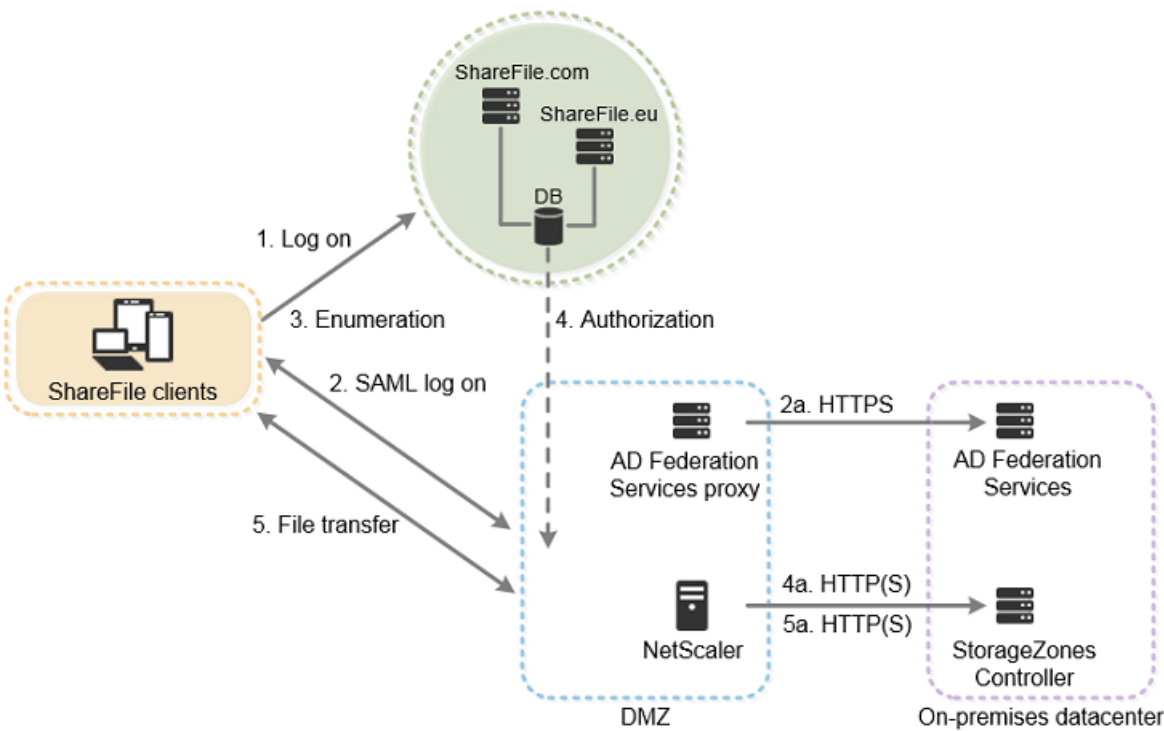 ShareFile.com
ShareFile.eu
DB
1. Log on
3. Enumeration
4. Authorization
ShareFile clients
2. SAML log on
2a. HTTPS
AD Federation
Services proxy
AD Federation
Services
5. File transfer
4a. HTTP(S)
5a. HTTP(S)
NetScaler
StorageZones
Controller
DMZ
On-premises datacenter